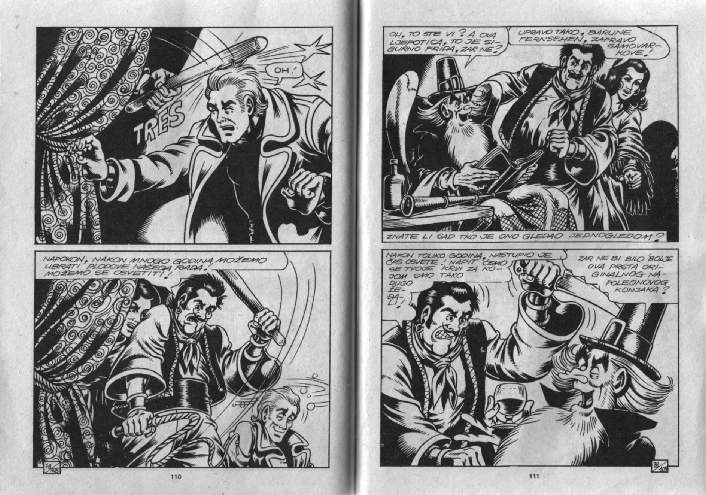 OH!
TRES
NAPOKON, NAKON MNOGO GODINA MOŽEMO
UBRATI PLODOVE NAŠEGA RADA.
MOŽEMO SE OSVETITI!
110
OH, TO STE VI? A OVA
LJEPOTICA, TO JE SI-
GURNO FRIDA, ZAR NE?
UPRAVO TAKO, BARUNE
FERNSEHEN, ZAPRAVO
SAMOVAR-
KOVE!
ZNATE LI SAD TKO JE ONO GLEDAO JEDNOGLEDOM?
NAKON TOLIKO GODINA, NASTUPIO JE
ČAS OSVETE! NAPIT ĆEMO
SE TVOJE KRVI ZA KO-
JOM SMO TAKO
DUGO
ŽE-
ĐALI!
ZAR NE BI BILO BOLJE
DVA PRSTA ORI-
GINALNOG NA-
POLEONOVOG
KONJAKA?
111